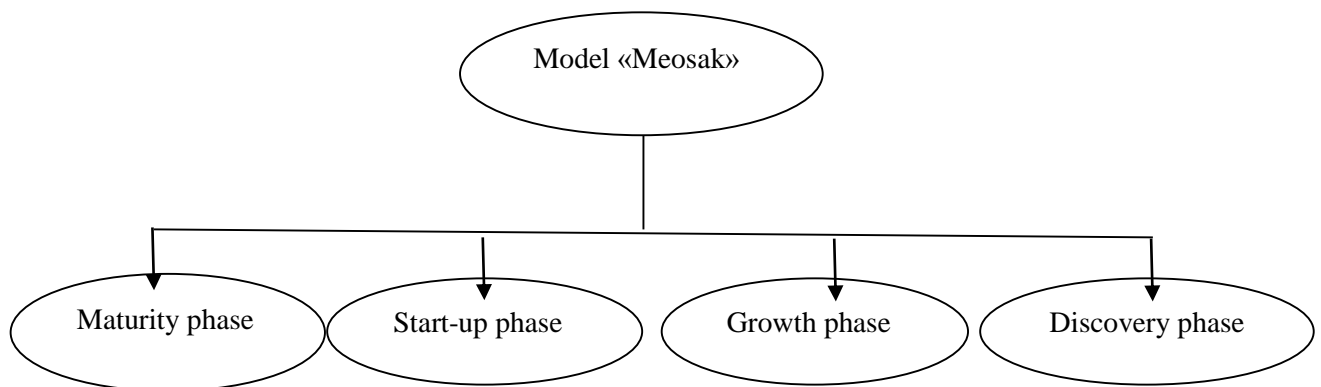 Model «Meosak»
Maturity phase
Start-up phase
Growth phase
Discovery phase